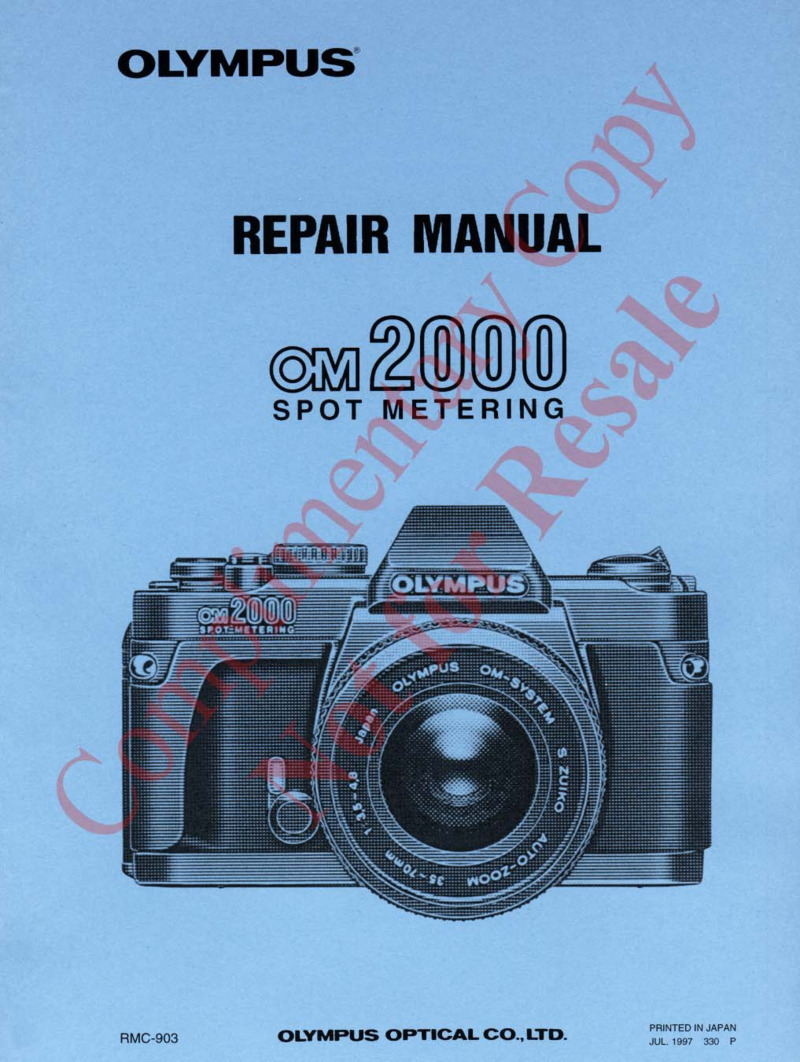 OLYMPUS®
REPAIR MANUAL
OM 2000
SPOT METERING
OLYMPUS
OM 2000
SPOT METERING
OLYMPUS OM-SYSTEM S ZUIKO AUTO-ZOOM 35~70mm 1:3.5~4.8 Japan
Complimentary Copy
Not for Resale
RMC-903
OLYMPUS OPTICAL CO., LTD.
PRINTED IN JAPAN
JUL. 1997 330 P